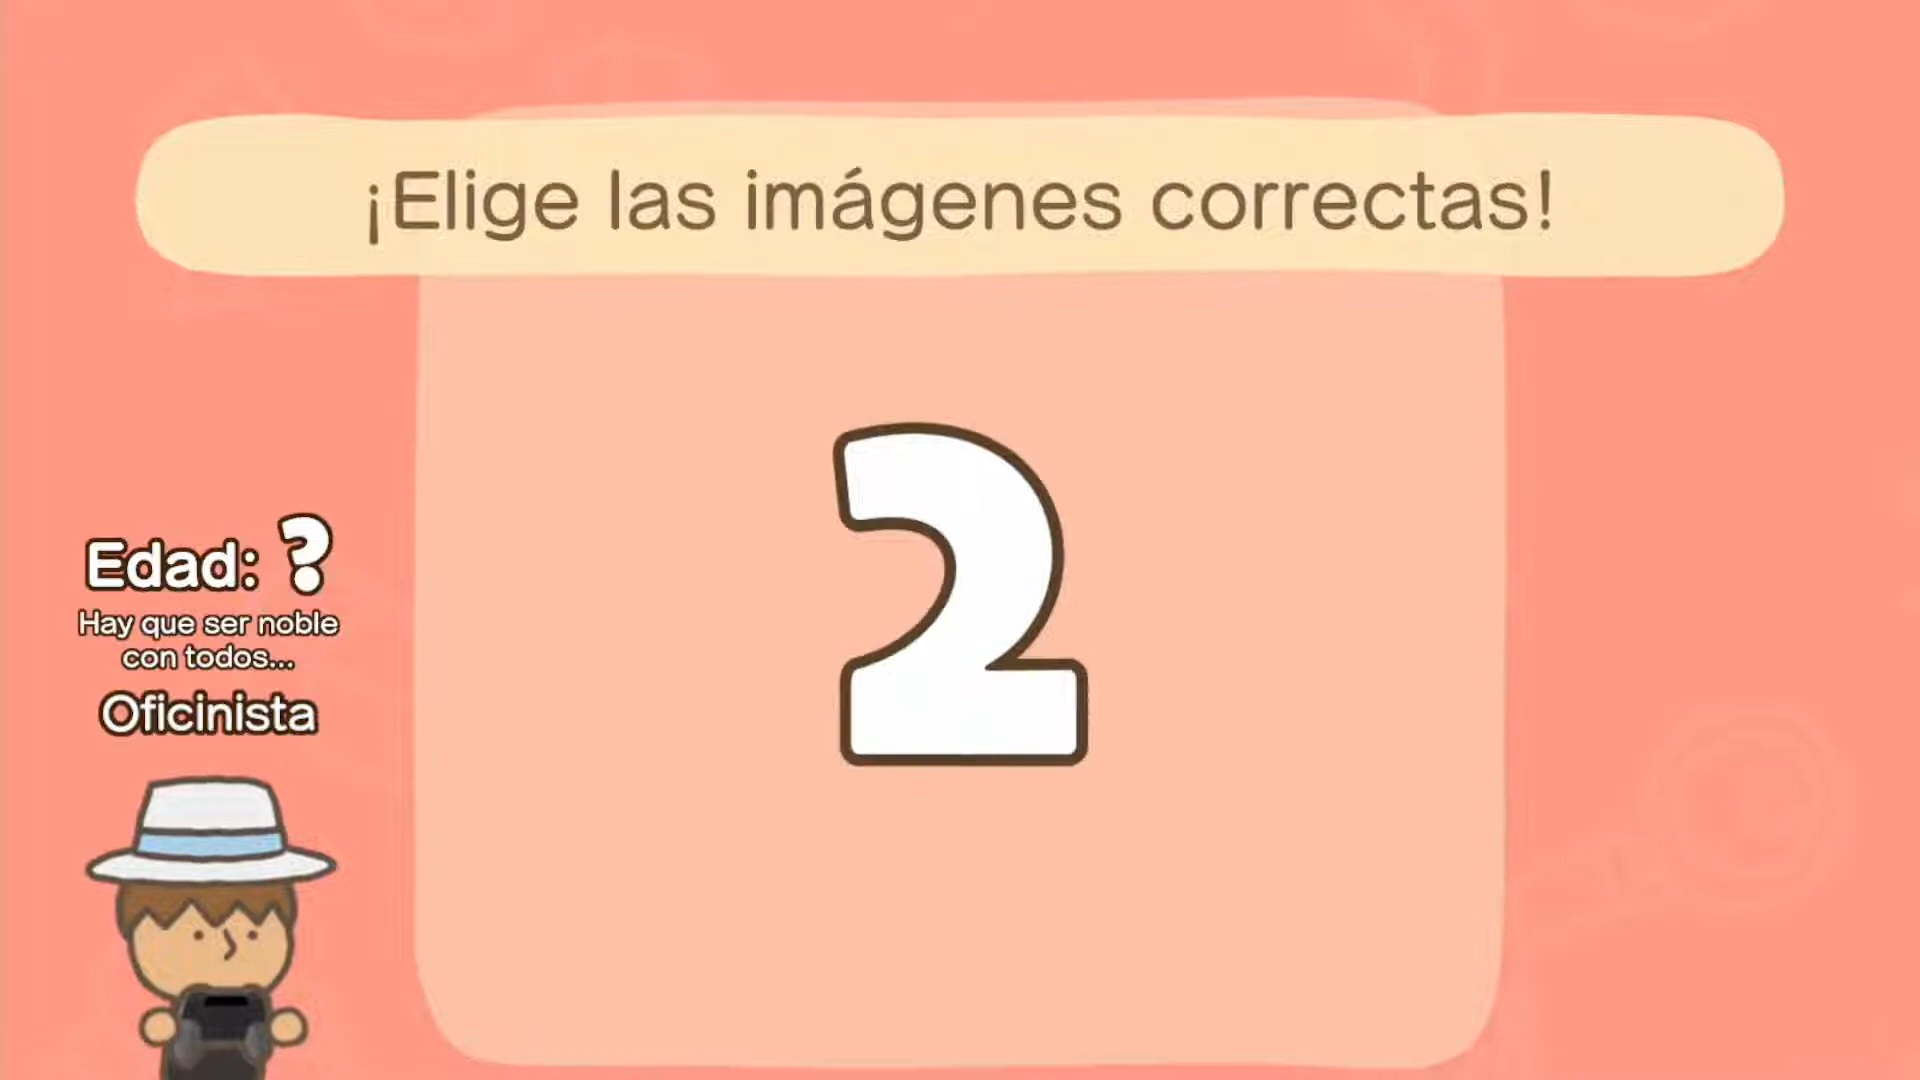 ¡Elige las imágenes correctas!
2
Edad: ?
Hay que ser noble
con todos...
Oficinista